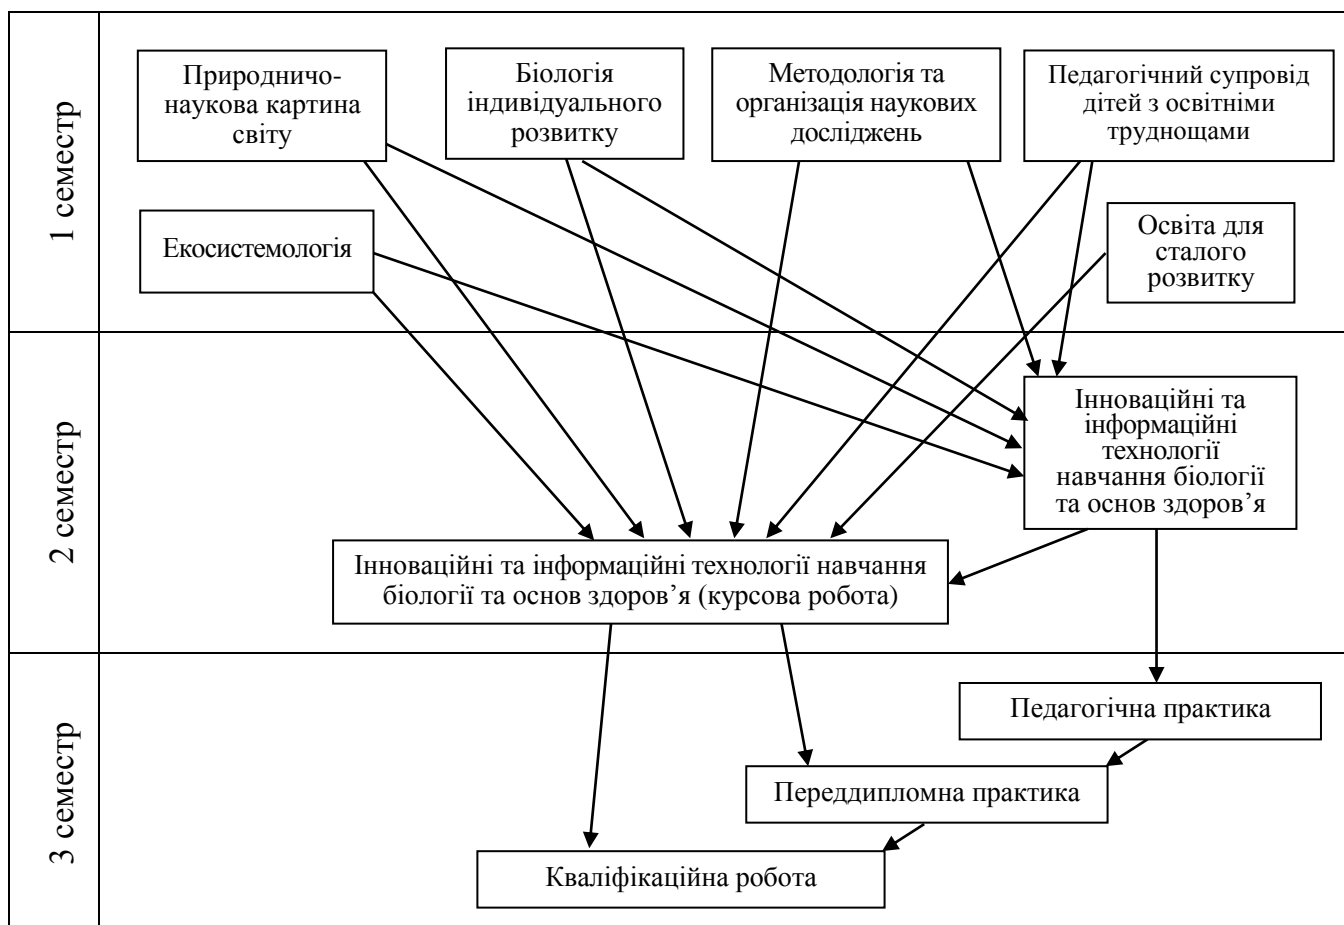 1 семестр
Природничо-
наукова картина
світу
Біологія
індивідуального
розвитку
Методологія та
організація наукових
досліджень
Педагогічний супровід
дітей з освітніми
труднощами
Екосистемологія
Освіта для
сталого
розвитку
2 семестр
Інноваційні та
інформаційні
технології
навчання біології
та основ здоров’я
Інноваційні та інформаційні технології навчання
біології та основ здоров’я (курсова робота)
3 семестр
Педагогічна практика
Переддипломна практика
Кваліфікаційна робота